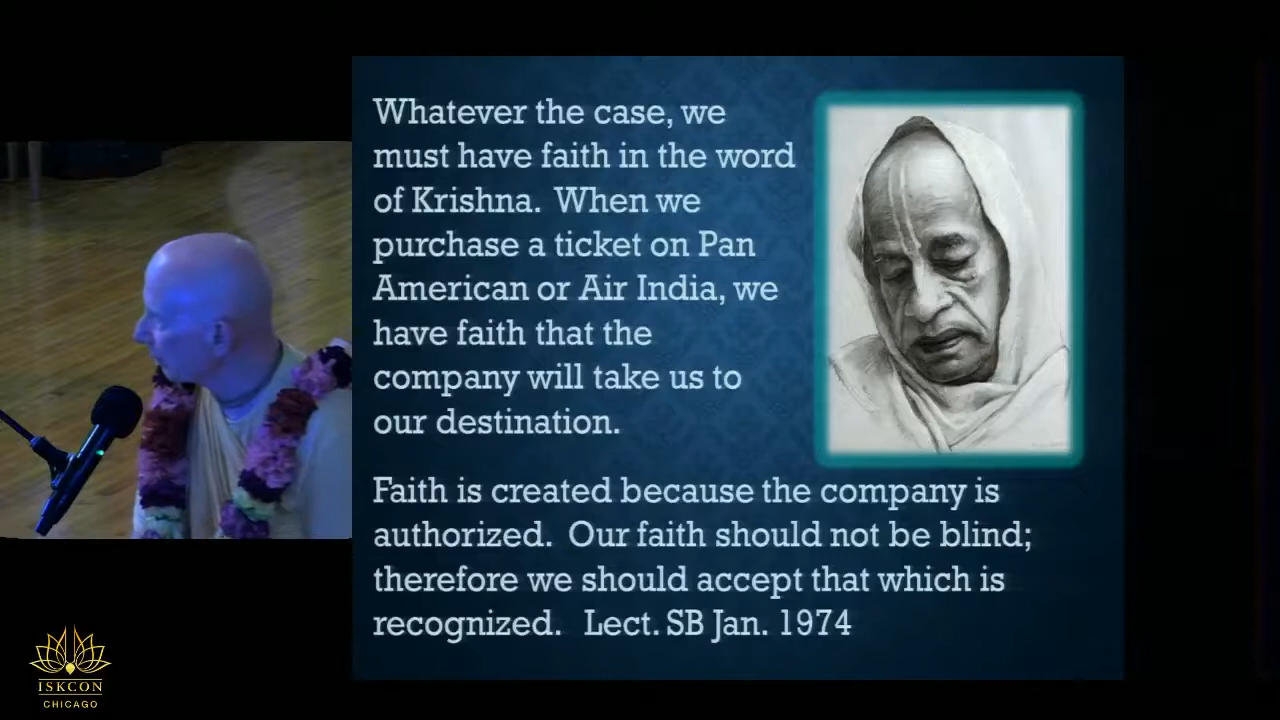 Whatever the case, we
must have faith in the word
of Krishna.  When we
purchase a ticket on Pan
American or Air India, we
have faith that the
company will take us to
our destination.
Faith is created because the company is
authorized.  Our faith should not be blind;
therefore we should accept that which is
recognized.   Lect. SB Jan. 1974
ISKCON
CHICAGO